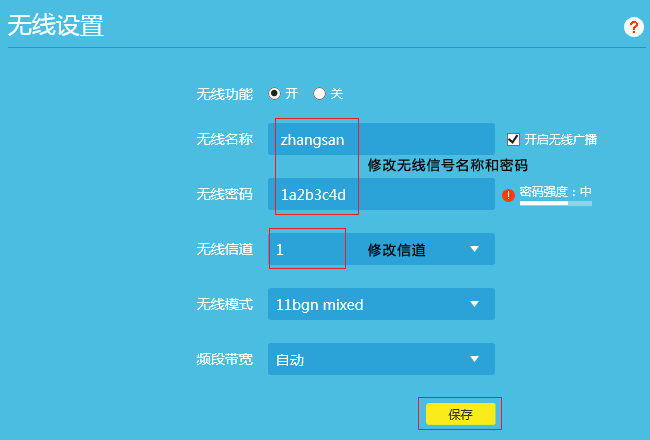 无线设置
?
无线功能 开 关
无线名称 zhangsan 开启无线广播
修改无线信号名称和密码
无线密码 1a2b3c4d ! 密码强度：中
无线信道 1 修改信道
无线模式 11bgn mixed
频段带宽 自动
保存